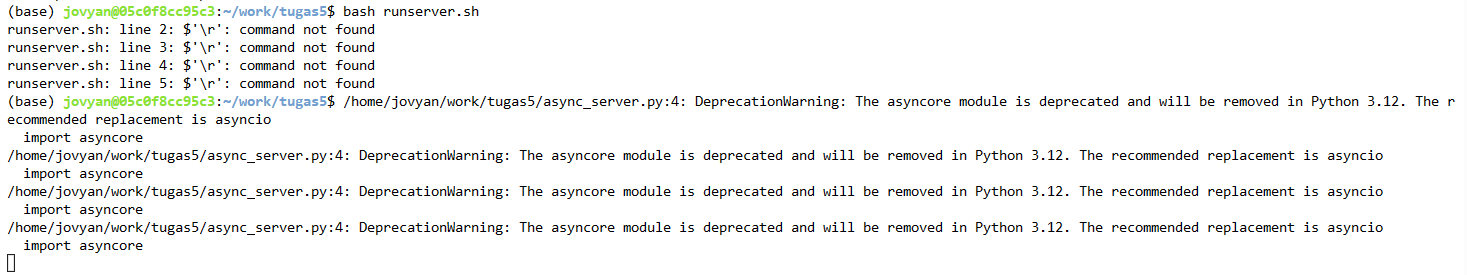 (base) jovyan@05c0f8cc95c3:~/work/tugas5$ bash runserver.sh
runserver.sh: line 2: $'\r': command not found
runserver.sh: line 3: $'\r': command not found
runserver.sh: line 4: $'\r': command not found
runserver.sh: line 5: $'\r': command not found
(base) jovyan@05c0f8cc95c3:~/work/tugas5$ /home/jovyan/work/tugas5/async_server.py:4: DeprecationWarning: The asyncore module is deprecated and will be removed in Python 3.12. The r
ecommended replacement is asyncio
  import asyncore
/home/jovyan/work/tugas5/async_server.py:4: DeprecationWarning: The asyncore module is deprecated and will be removed in Python 3.12. The recommended replacement is asyncio
  import asyncore
/home/jovyan/work/tugas5/async_server.py:4: DeprecationWarning: The asyncore module is deprecated and will be removed in Python 3.12. The recommended replacement is asyncio
  import asyncore
/home/jovyan/work/tugas5/async_server.py:4: DeprecationWarning: The asyncore module is deprecated and will be removed in Python 3.12. The recommended replacement is asyncio
  import asyncore